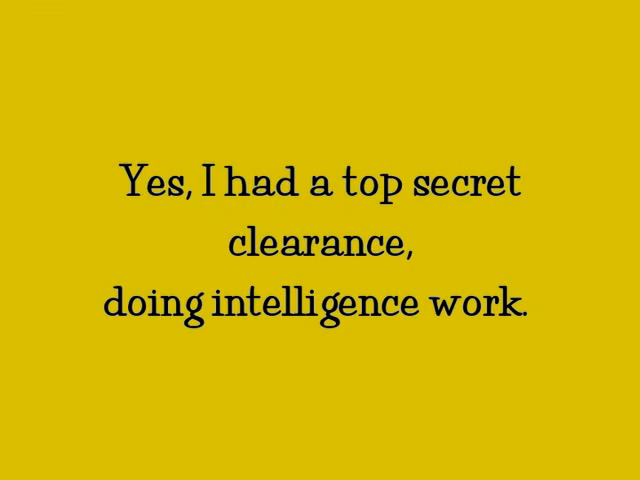 Yes, I had a top secret
clearance,
doing intelligence work.